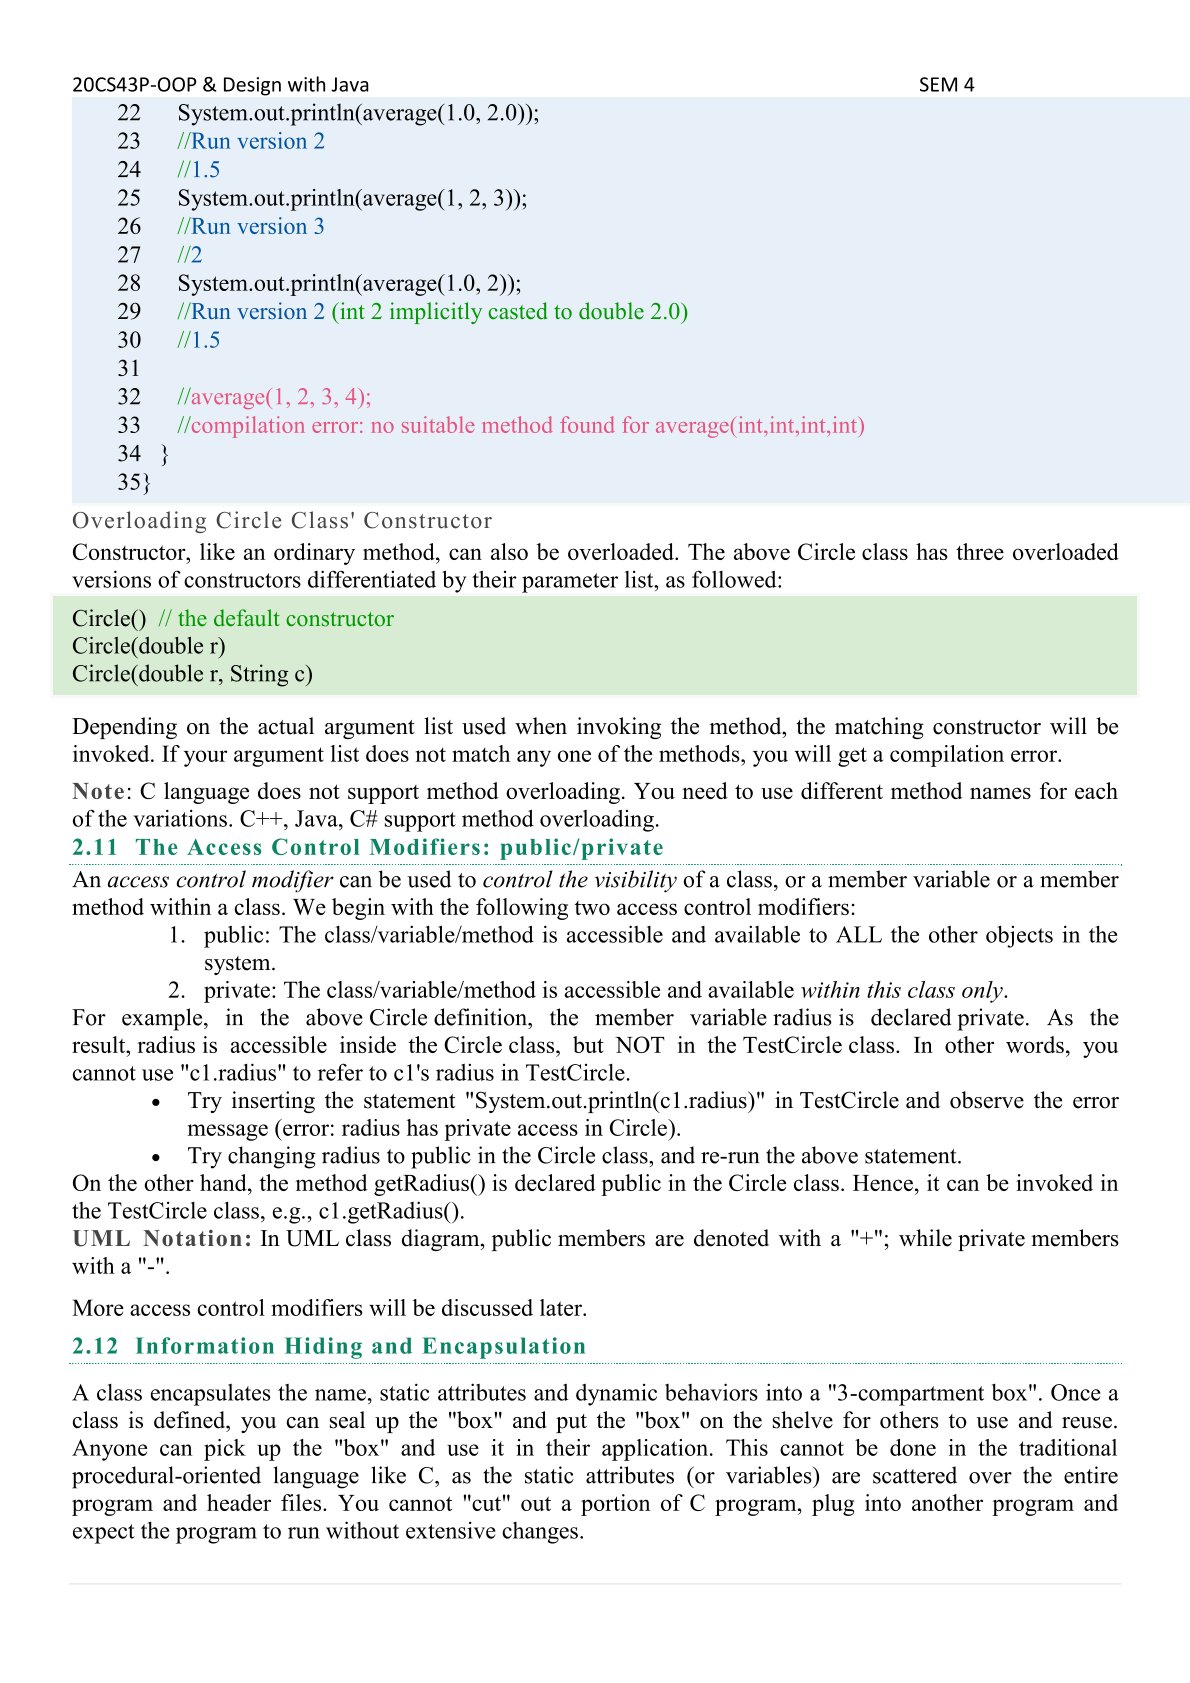 20CS43P-OOP & Design with Java SEM 4
22 System.out.println(average(1.0, 2.0));
23 //Run version 2
24 //1.5
25 System.out.println(average(1, 2, 3));
26 //Run version 3
27 //2
28 System.out.println(average(1.0, 2));
29 //Run version 2 (int 2 implicitly casted to double 2.0)
30 //1.5
31
32 //average(1, 2, 3, 4);
33 //compilation error: no suitable method found for average(int,int,int,int)
34 }
35}
Overloading Circle Class' Constructor
Constructor, like an ordinary method, can also be overloaded. The above Circle class has three overloaded
versions of constructors differentiated by their parameter list, as followed:
Circle() // the default constructor
Circle(double r)
Circle(double r, String c)
Depending on the actual argument list used when invoking the method, the matching constructor will be
invoked. If your argument list does not match any one of the methods, you will get a compilation error.
Note: C language does not support method overloading. You need to use different method names for each
of the variations. C++, Java, C# support method overloading.
2.11 The Access Control Modifiers: public/private
An access control modifier can be used to control the visibility of a class, or a member variable or a member
method within a class. We begin with the following two access control modifiers:
1. public: The class/variable/method is accessible and available to ALL the other objects in the
system.
2. private: The class/variable/method is accessible and available within this class only.
For example, in the above Circle definition, the member variable radius is declared private. As the
result, radius is accessible inside the Circle class, but NOT in the TestCircle class. In other words, you
cannot use "c1.radius" to refer to c1's radius in TestCircle.
• Try inserting the statement "System.out.println(c1.radius)" in TestCircle and observe the error
message (error: radius has private access in Circle).
• Try changing radius to public in the Circle class, and re-run the above statement.
On the other hand, the method getRadius() is declared public in the Circle class. Hence, it can be invoked in
the TestCircle class, e.g., c1.getRadius().
UML Notation: In UML class diagram, public members are denoted with a "+"; while private members
with a "-".
More access control modifiers will be discussed later.
2.12 Information Hiding and Encapsulation
A class encapsulates the name, static attributes and dynamic behaviors into a "3-compartment box". Once a
class is defined, you can seal up the "box" and put the "box" on the shelve for others to use and reuse.
Anyone can pick up the "box" and use it in their application. This cannot be done in the traditional
procedural-oriented language like C, as the static attributes (or variables) are scattered over the entire
program and header files. You cannot "cut" out a portion of C program, plug into another program and
expect the program to run without extensive changes.